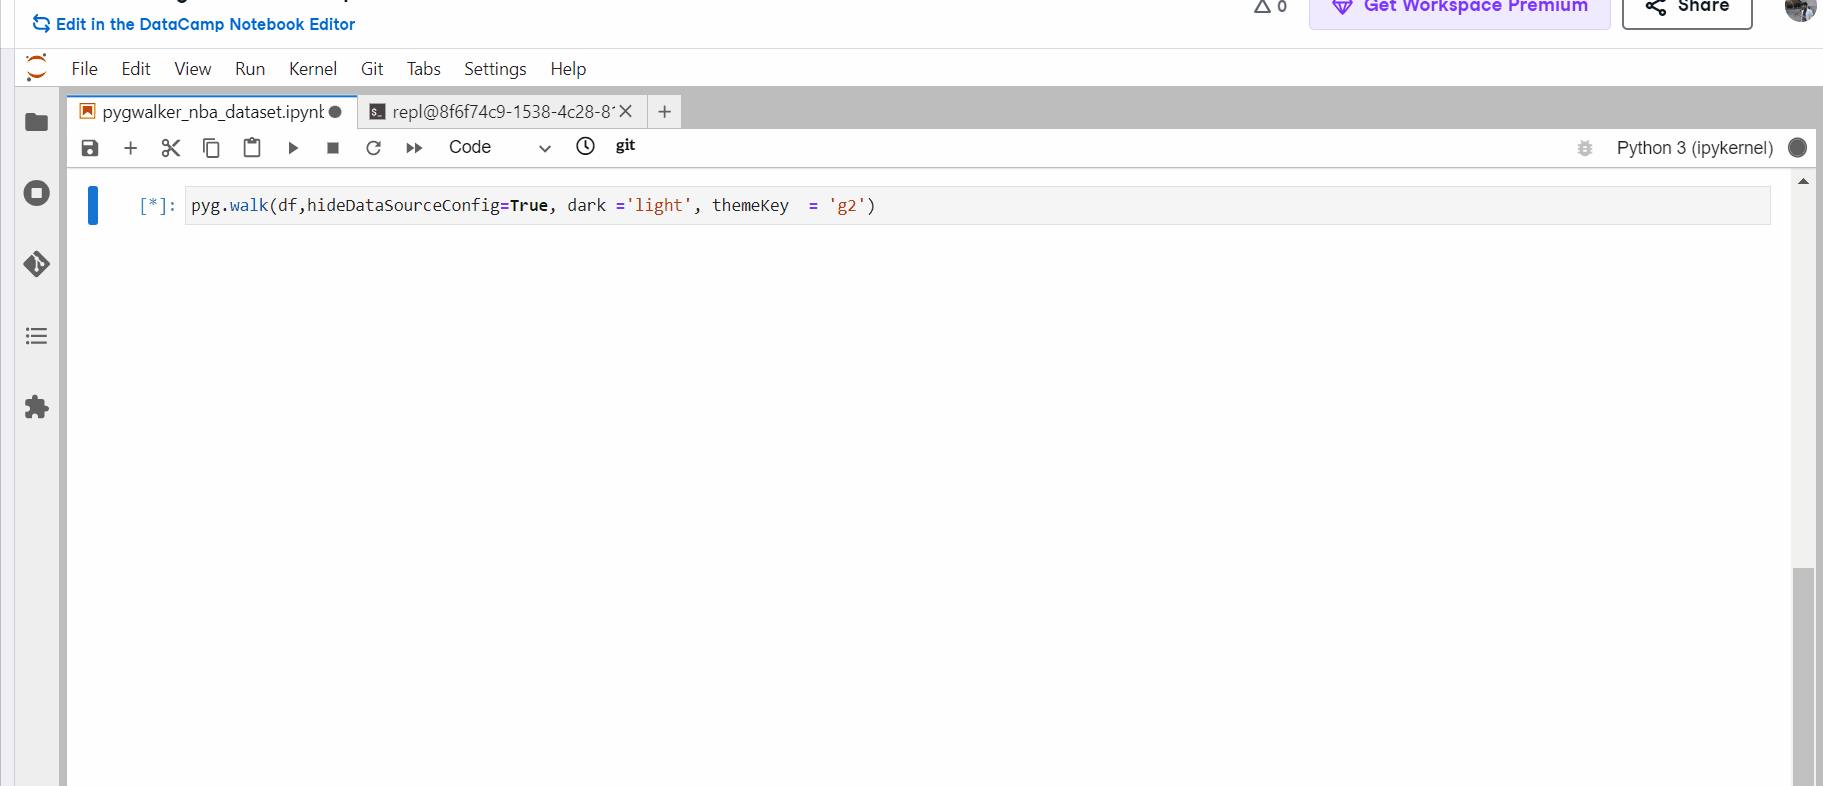 0
Get Workspace Premium
Share
Edit in the DataCamp Notebook Editor
File Edit View Run Kernel Git Tabs Settings Help
pygwalker_nba_dataset.ipynb
repl@8f6f74c9-1538-4c28-8
Code
git
Python 3 (ipykernel)
[*]: pyg.walk(df,hideDataSourceConfig=True, dark ='light', themeKey = 'g2')